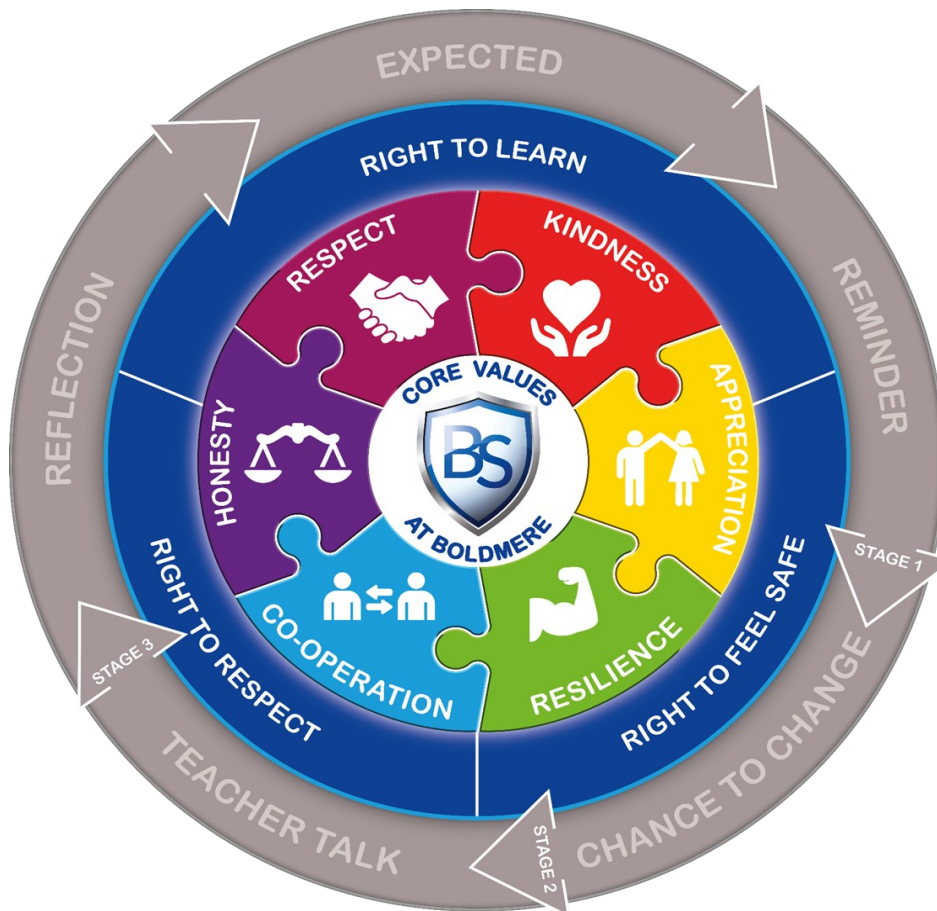 EXPECTED
REMINDER
STAGE 1
CHANCE TO CHANGE
STAGE 2
TEACHER TALK
STAGE 3
REFLECTION
RIGHT TO LEARN
RIGHT TO FEEL SAFE
RIGHT TO RESPECT
RESPECT
KINDNESS
APPRECIATION
RESILIENCE
CO-OPERATION
HONESTY
CORE VALUES
BS
AT BOLDMERE